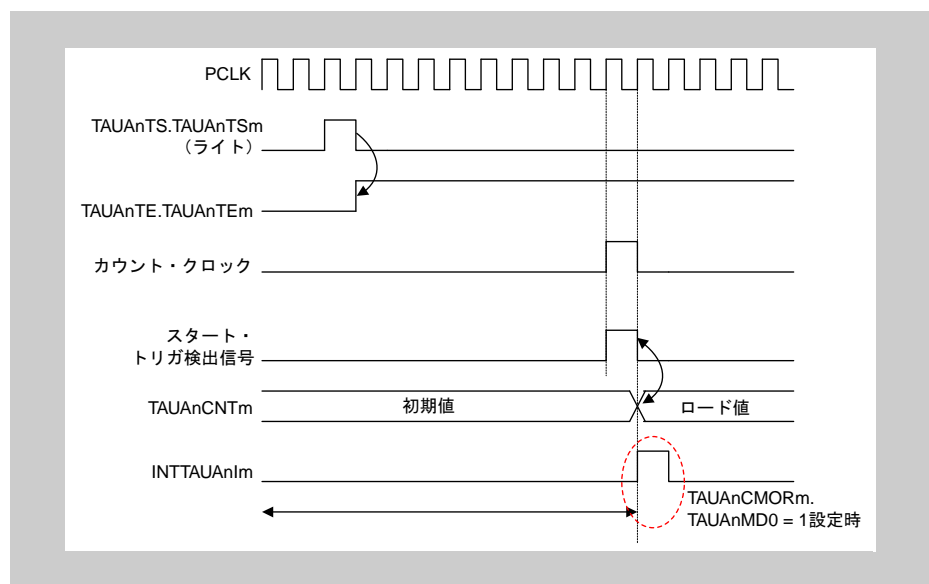 PCLK
TAUAnTS.TAUAnTSm
（ライト）
TAUAnTE.TAUAnTEm
カウント・クロック
スタート・
トリガ検出信号
TAUAnCNTm
初期値
ロード値
INTTAUAnIm
TAUAnCMORm.
TAUAnMD0 = 1設定時